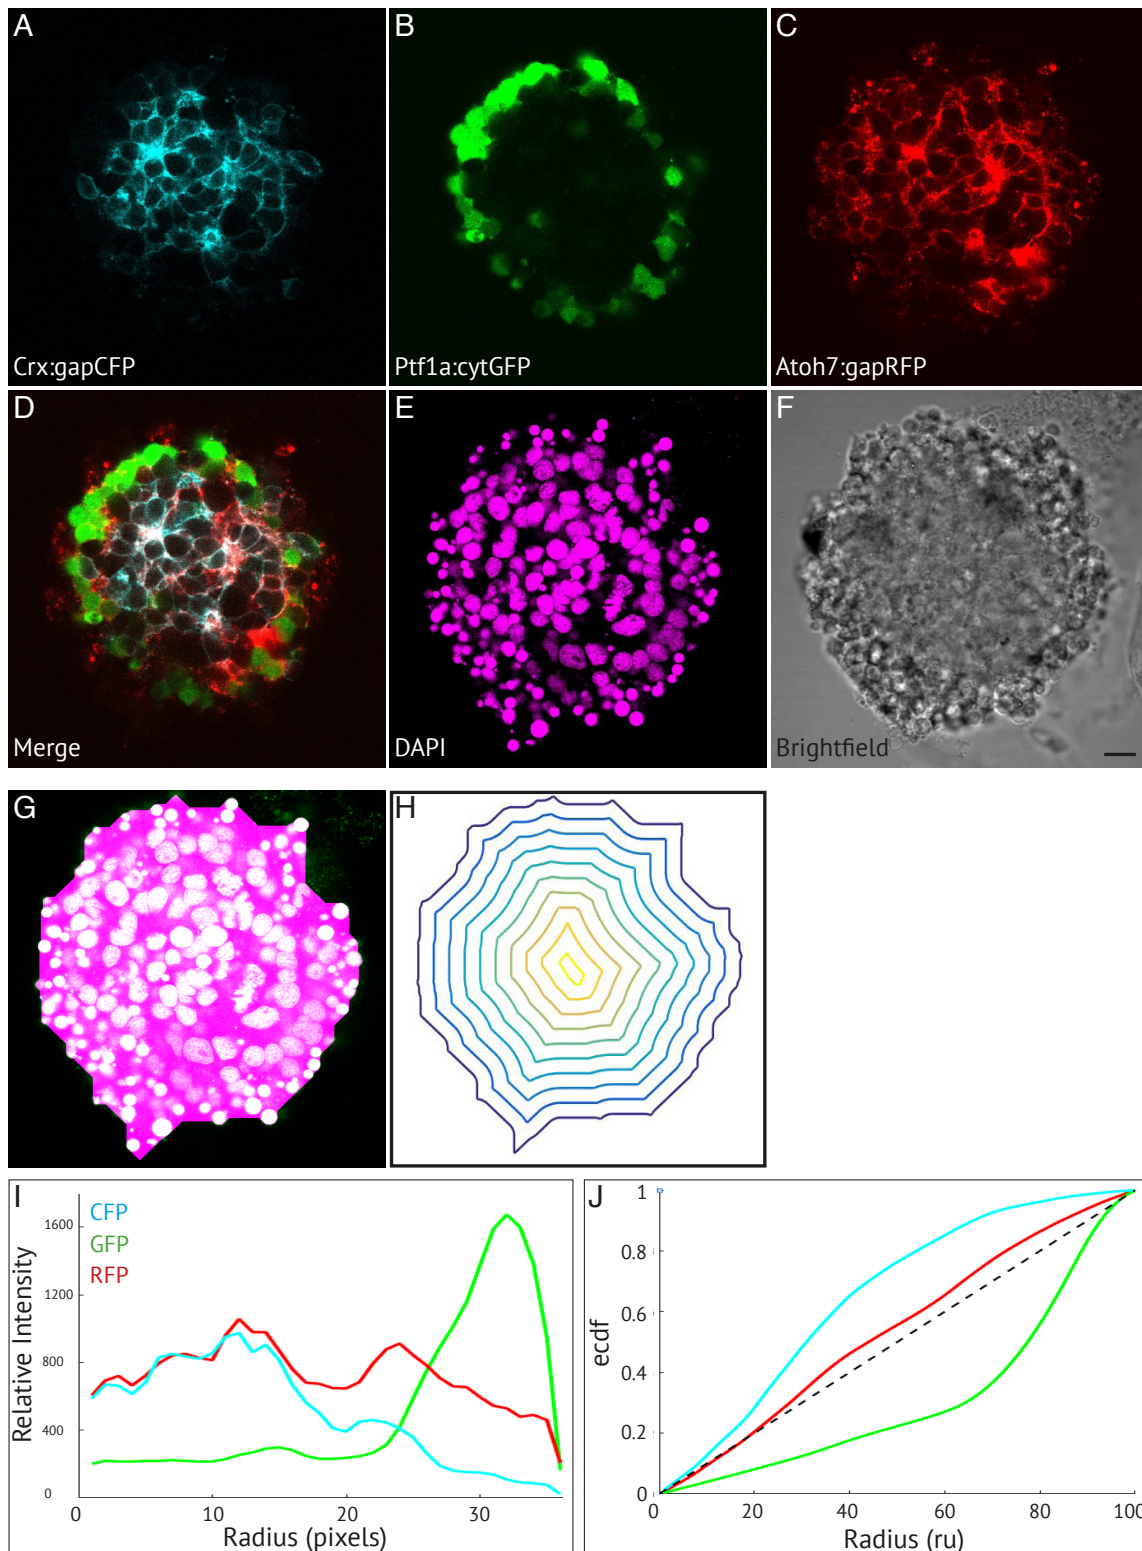 A
Crx:gapCFP
B
Ptf1a:cytGFP
C
Atoh7:gapRFP
D
Merge
E
DAPI
F
Brightfield
G
H
I
CFP
GFP
RFP
1600
1200
800
400
0
Relative Intensity
0 10 20 30
Radius (pixels)
J
1
0.8
0.6
0.4
0.2
0
ecdf
0 20 40 60 80 100
Radius (ru)